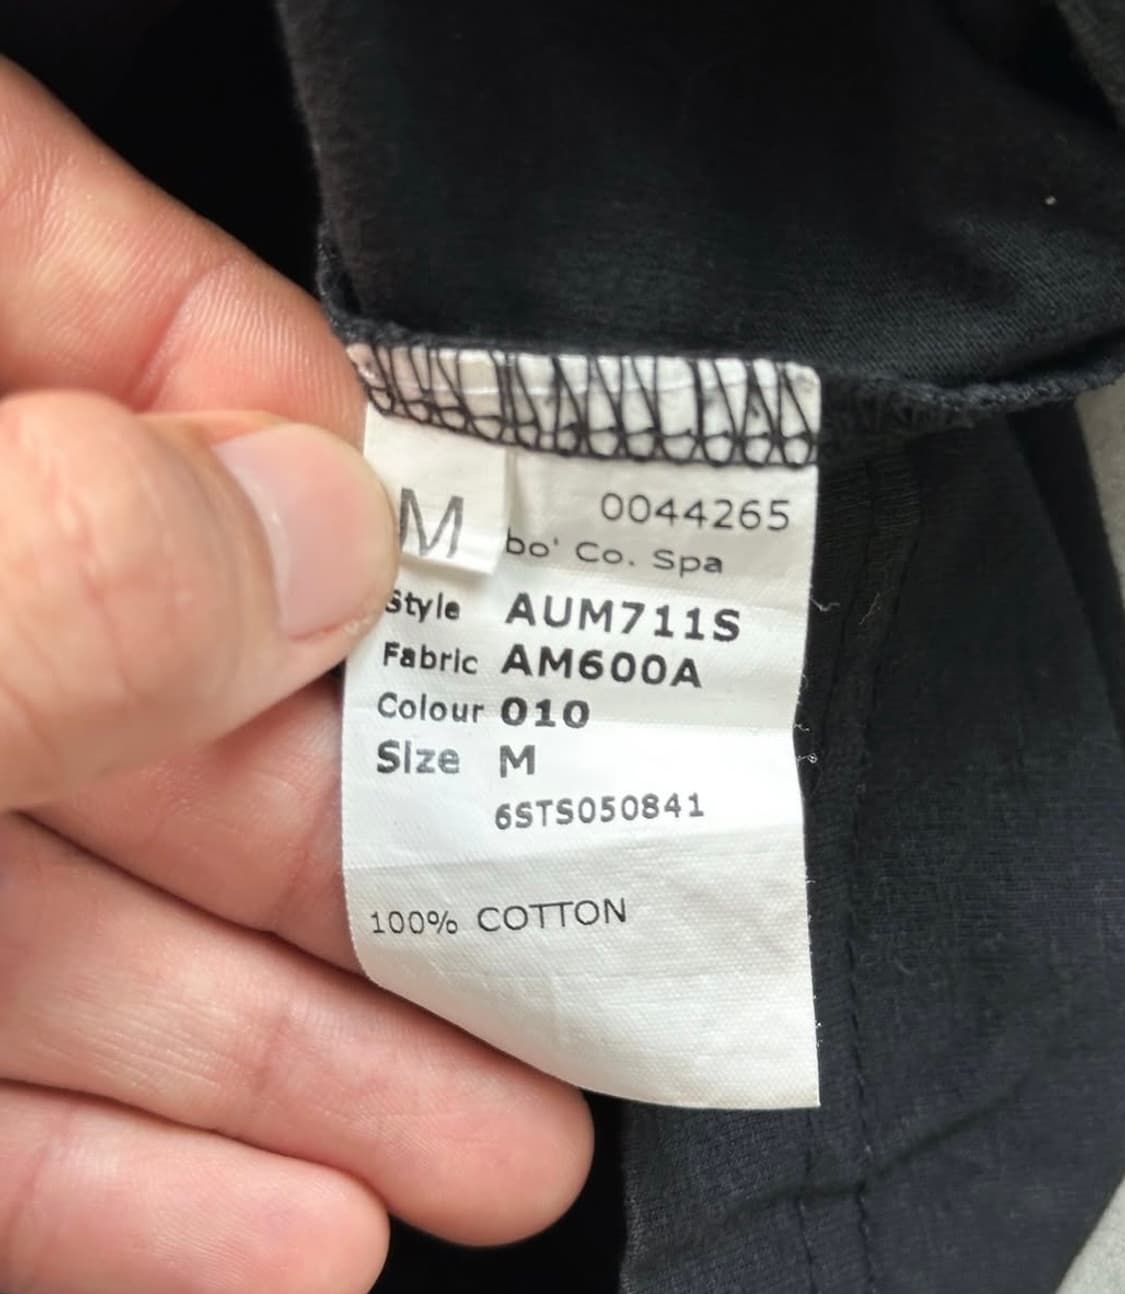 M
0044265
bo' Co. Spa
Style AUM711S
Fabric AM600A
Colour 010
Size M
6STS050841
100% COTTON